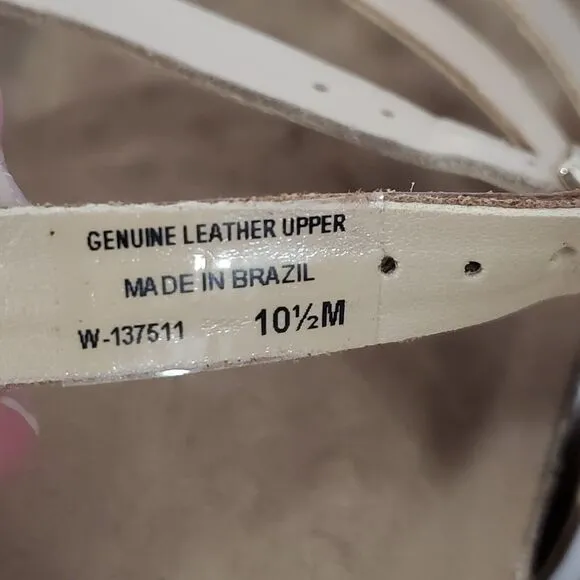 GENUINE LEATHER UPPER
MADE IN BRAZIL
W-137511 10½M